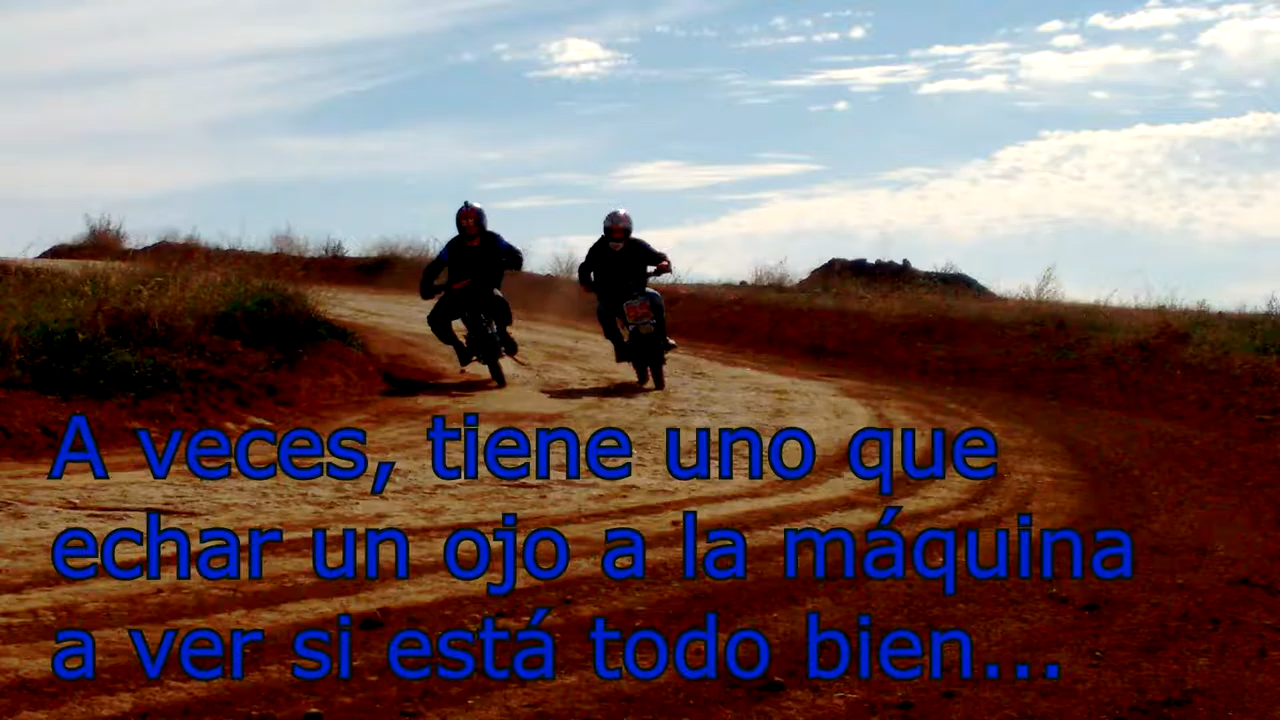 A veces, tiene uno que
echar un ojo a la máquina
a ver si está todo bien...